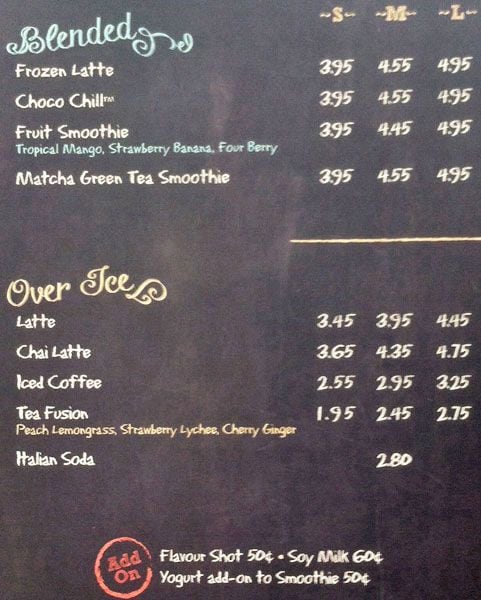 Blended ~S~ ~M~ ~L~
Frozen Latte 3.95 4.55 4.95
Choco Chill™ 3.95 4.55 4.95
Fruit Smoothie 3.95 4.45 4.95
Tropical Mango, Strawberry Banana, Four Berry
Matcha Green Tea Smoothie 3.95 4.55 4.95
Over Ice
Latte 3.45 3.95 4.45
Chai Latte 3.65 4.35 4.75
Iced Coffee 2.55 2.95 3.25
Tea Fusion 1.95 2.45 2.75
Peach Lemongrass, Strawberry Lychee, Cherry Ginger
Italian Soda 2.80
Add On
Flavour Shot 50¢ • Soy Milk 60¢
Yogurt add-on to Smoothie 50¢